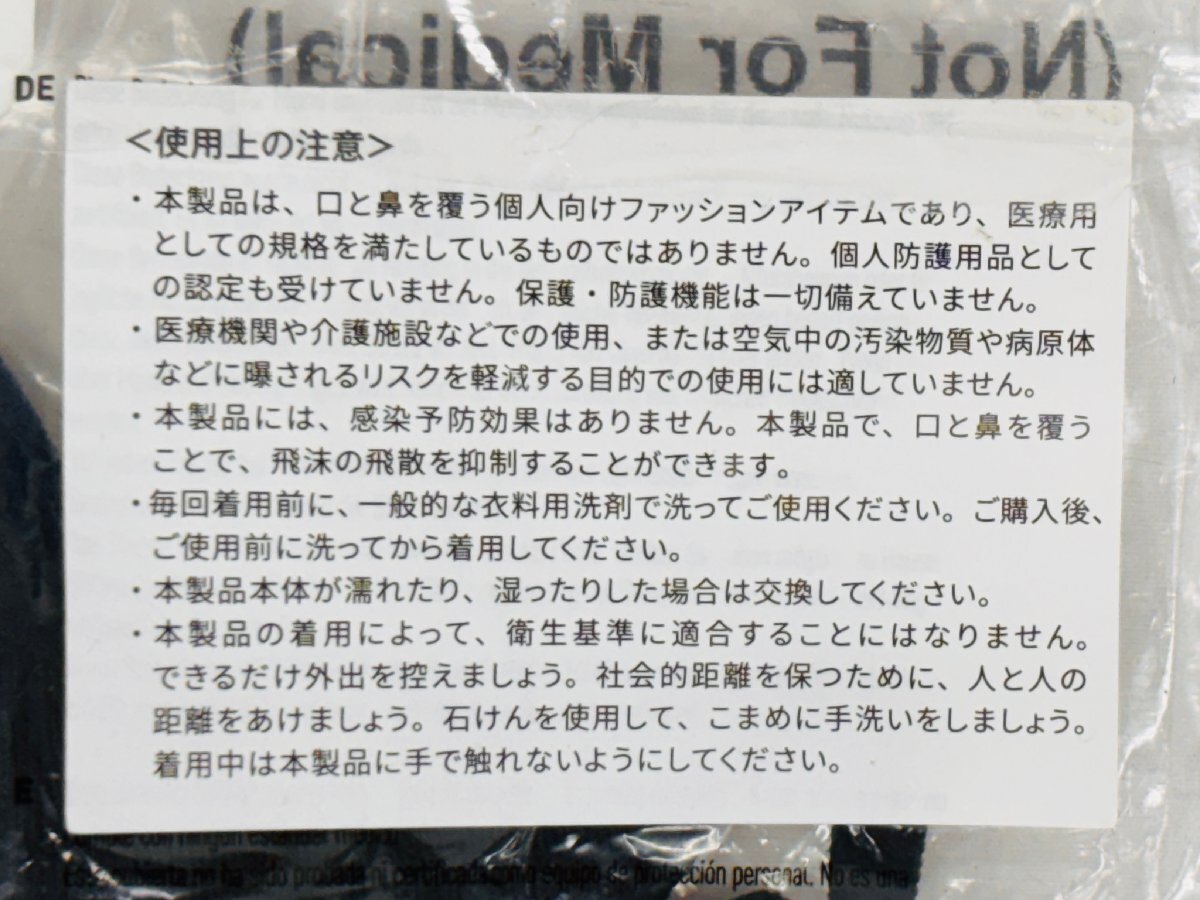 (Not For Medical)
DE
<使用上の注意>
・本製品は、口と鼻を覆う個人向けファッションアイテムであり、医療用
としての規格を満たしているものではありません。個人防護用品として
の認定も受けていません。保護・防護機能は一切備えていません。
・医療機関や介護施設などでの使用、または空気中の汚染物質や病原体
などに曝されるリスクを軽減する目的での使用には適していません。
・本製品には、感染予防効果はありません。本製品で、口と鼻を覆う
ことで、飛沫の飛散を抑制することができます。
・毎回着用前に、一般的な衣料用洗剤で洗ってご使用ください。ご購入後、
ご使用前に洗ってから着用してください。
・本製品本体が濡れたり、湿ったりした場合は交換してください。
・本製品の着用によって、衛生基準に適合することにはなりません。
できるだけ外出を控えましょう。社会的距離を保つために、人と人の
距離をあけましょう。石けんを使用して、こまめに手洗いをしましょう。
着用中は本製品に手で触れないようにしてください。
E
con ningún estándar médico
cubierta no ha sido probada ni certificada como equipo de protección personal. No es una